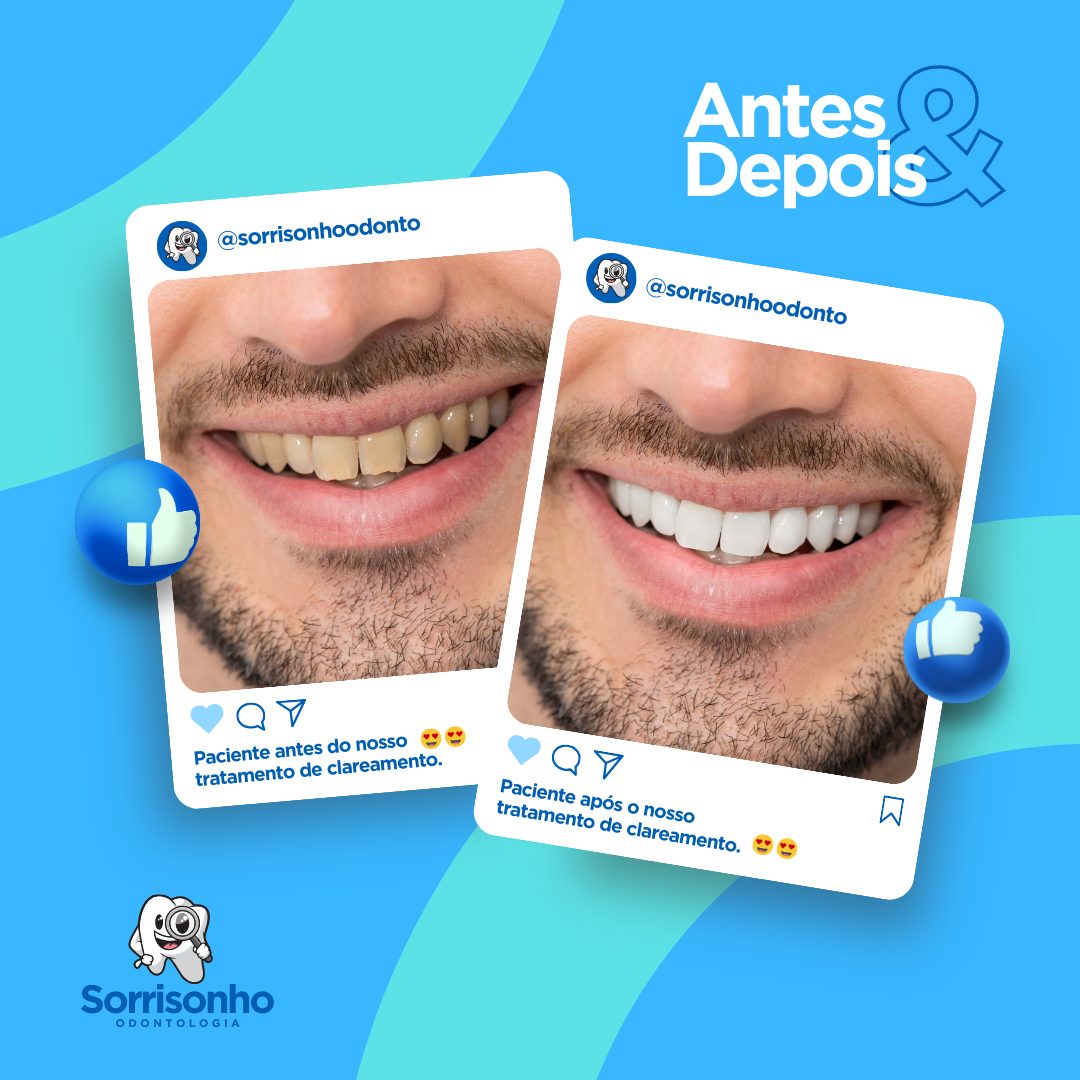 Antes &
Depois
@sorrisonhoodonto
Paciente antes do nosso 😍😍
tratamento de clareamento.
@sorrisonhoodonto
Paciente após o nosso
tratamento de clareamento. 😍😍
Sorrisonho
ODONTOLOGIA